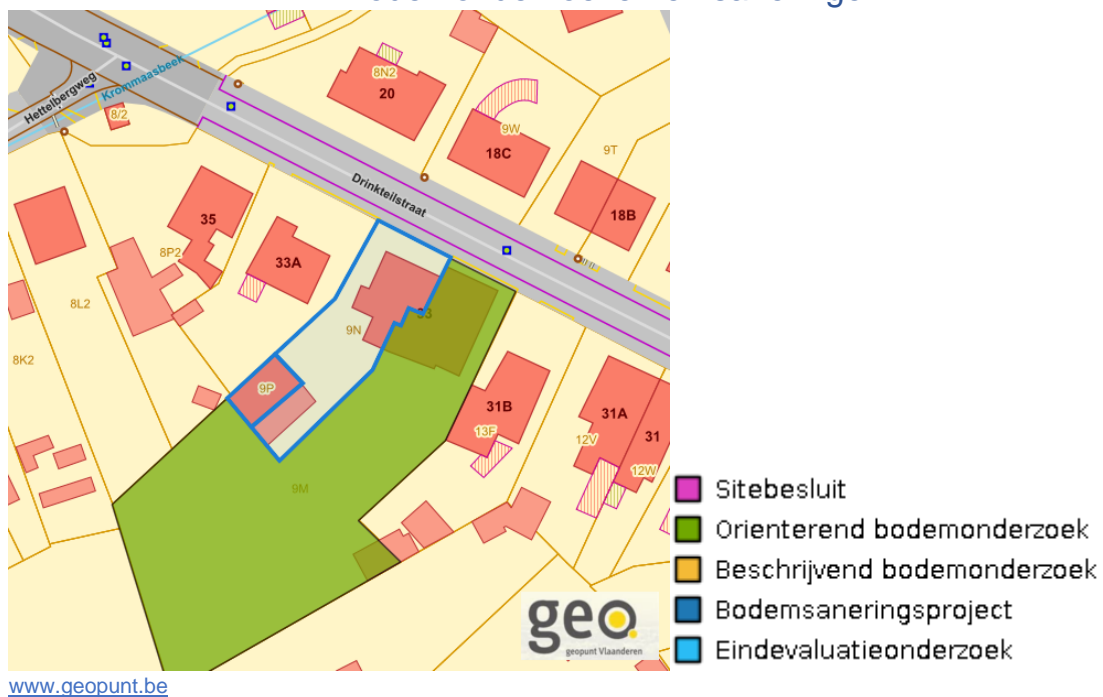 8N2
20
Krommaasbeek
Hettelbergweg
8/2
9W
18C
9T
Drinkteilstraat
18B
35
8P2
33A
8L2
33
9N
8K2
9P
31B
13F
31A
12V
31
12W
9M
geo.
geopunt Vlaanderen
Sitebesluit
Orienterend bodemonderzoek
Beschrijvend bodemonderzoek
Bodemsaneringsproject
Eindevaluatieonderzoek
www.geopunt.be